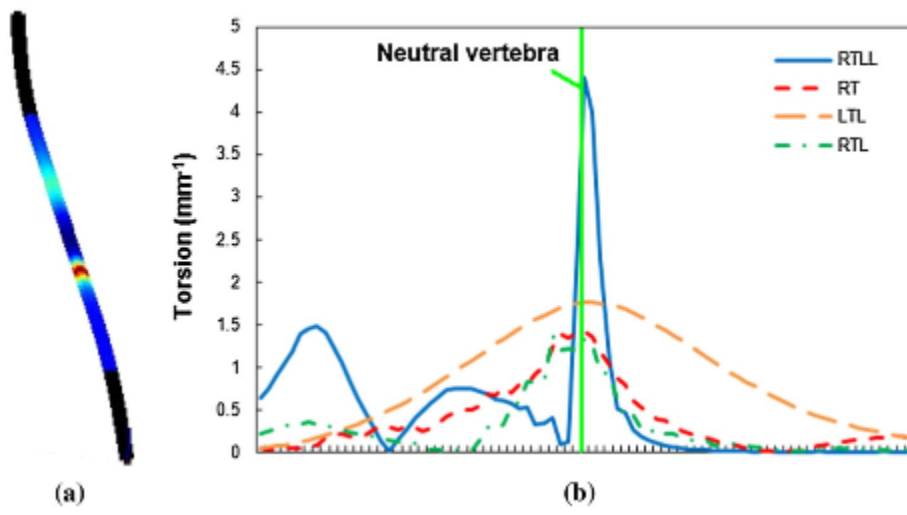 5
4.5
4
3.5
3
2.5
2
1.5
1
0.5
0
Torsion (mm⁻¹)
Neutral vertebra
RTLL
RT
LTL
RTL
(a)
(b)